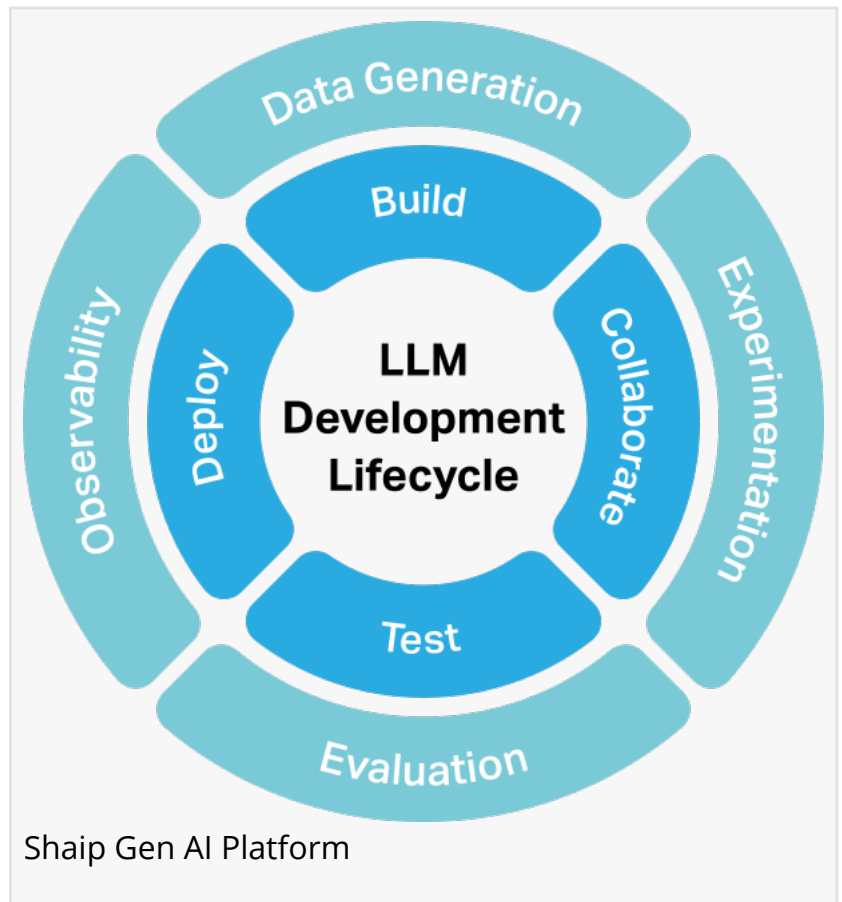 Data Generation
Build
Observability
Deploy
LLM
Development
Lifecycle
Collaborate
Experimentation
Test
Evaluation
Shaip Gen AI Platform